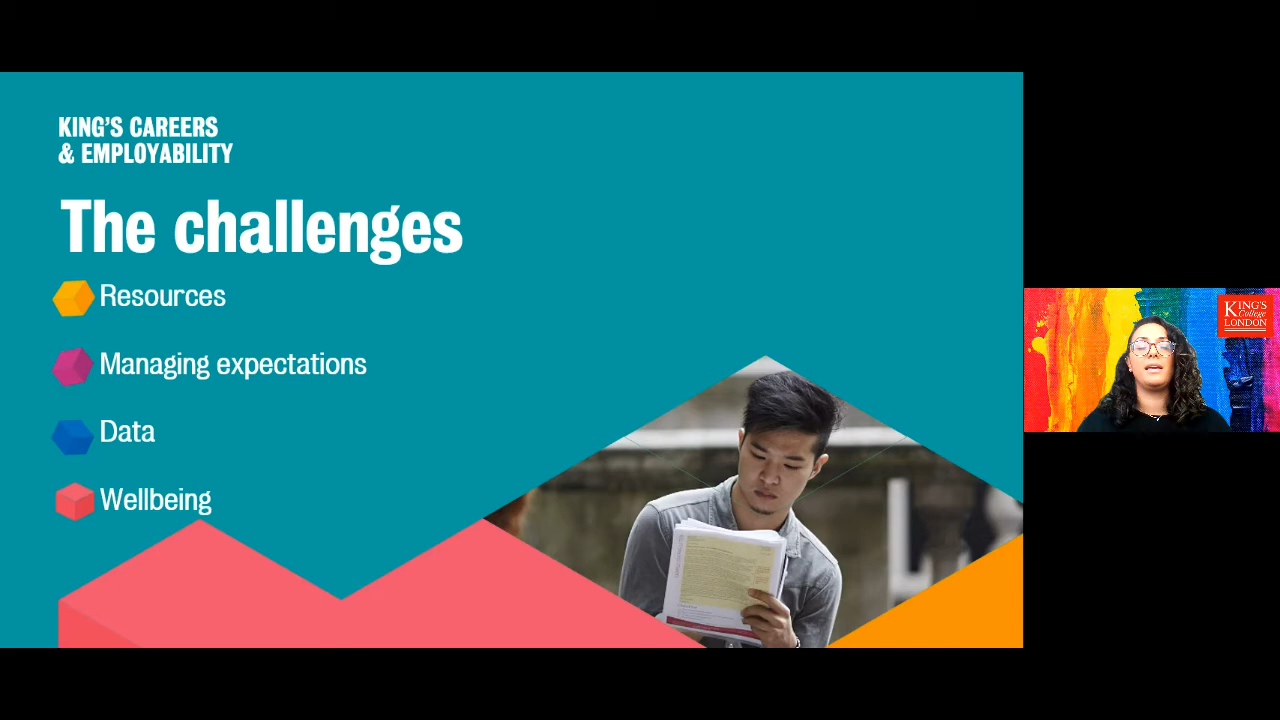 KING'S CAREERS
& EMPLOYABILITY
The challenges
Resources
Managing expectations
Data
Wellbeing
KING'S
College
LONDON